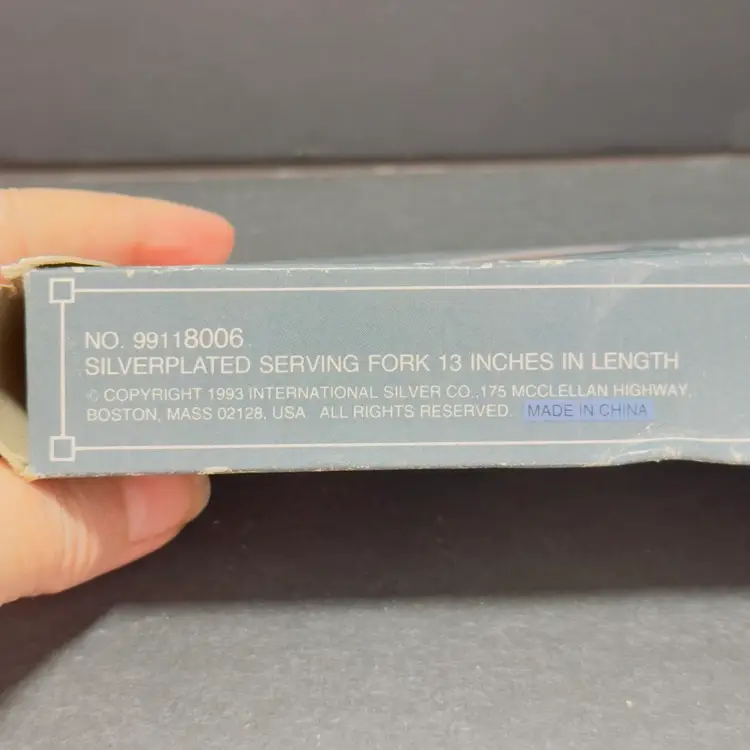 NO. 99118006
SILVERPLATED SERVING FORK 13 INCHES IN LENGTH
© COPYRIGHT 1993 INTERNATIONAL SILVER CO., 175 MCCLELLAN HIGHWAY,
BOSTON, MASS 02128, USA ALL RIGHTS RESERVED. MADE IN CHINA